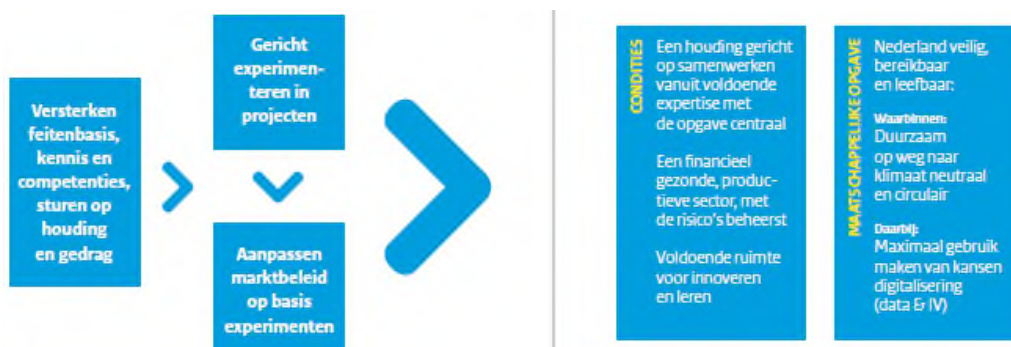 Versterken
feitenbasis,
kennis en
competenties,
sturen op
houding
en gedrag
Gericht
experimen-
teren in
projecten
Aanpassen
marktbeleid
op basis
experimenten
CONDITIES
Een houding gericht
op samenwerken
vanuit voldoende
expertise met
de opgave centraal
Een financieel
gezonde, produc-
tieve sector, met
de risico's beheerst
Voldoende ruimte
voor innoveren
en leren
MAATSCHAPPELIJKE OPGAVE
Nederland veilig,
bereikbaar
en leefbaar:
Waarbinnen:
Duurzaam
op weg naar
klimaat neutraal
en circulair
Daarbij:
Maximaal gebruik
maken van kansen
digitalisering
(data & IV)